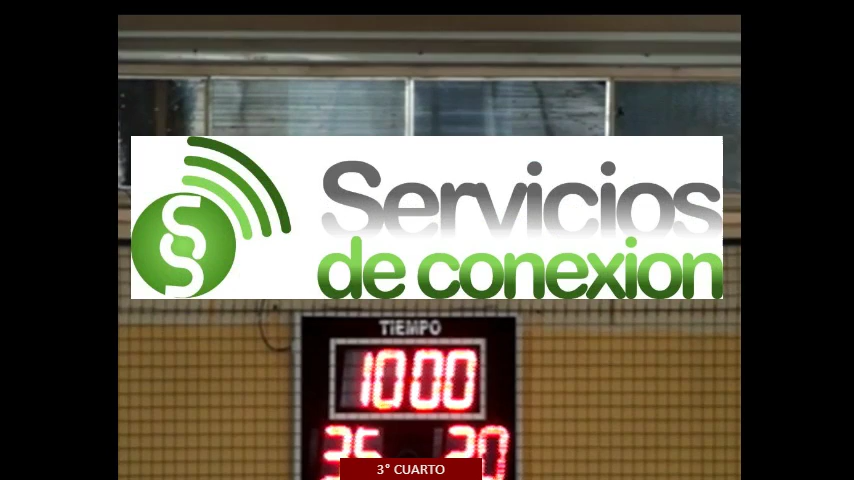 Servicios
de conexion
TIEMPO
1000
3° CUARTO